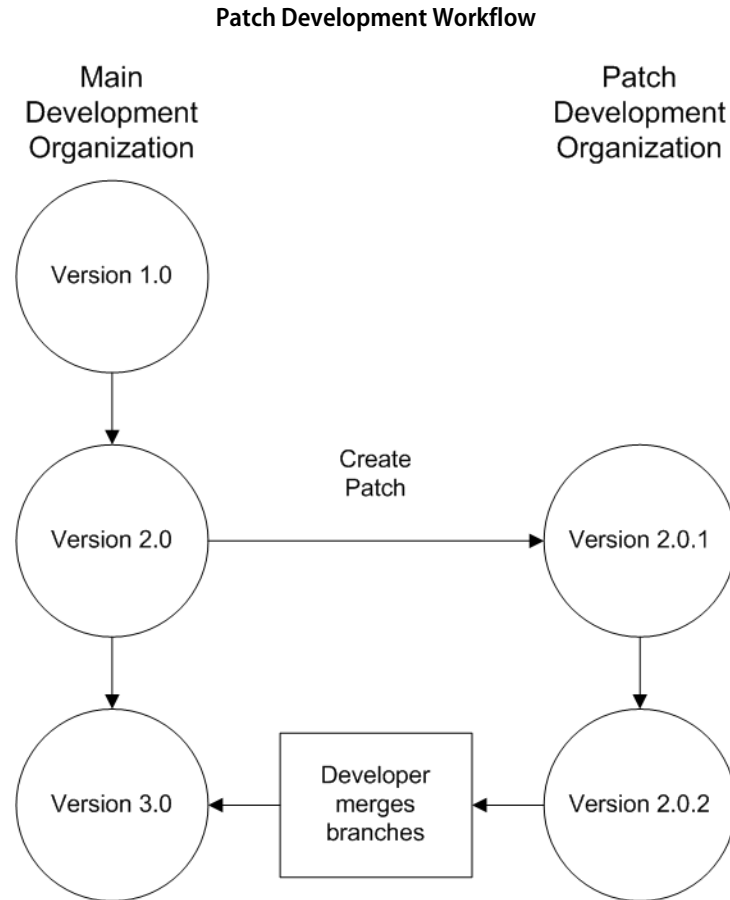 Patch Development Workflow
Main
Development
Organization
Patch
Development
Organization
Version 1.0
Create
Patch
Version 2.0
Version 2.0.1
Developer
merges
branches
Version 3.0
Version 2.0.2